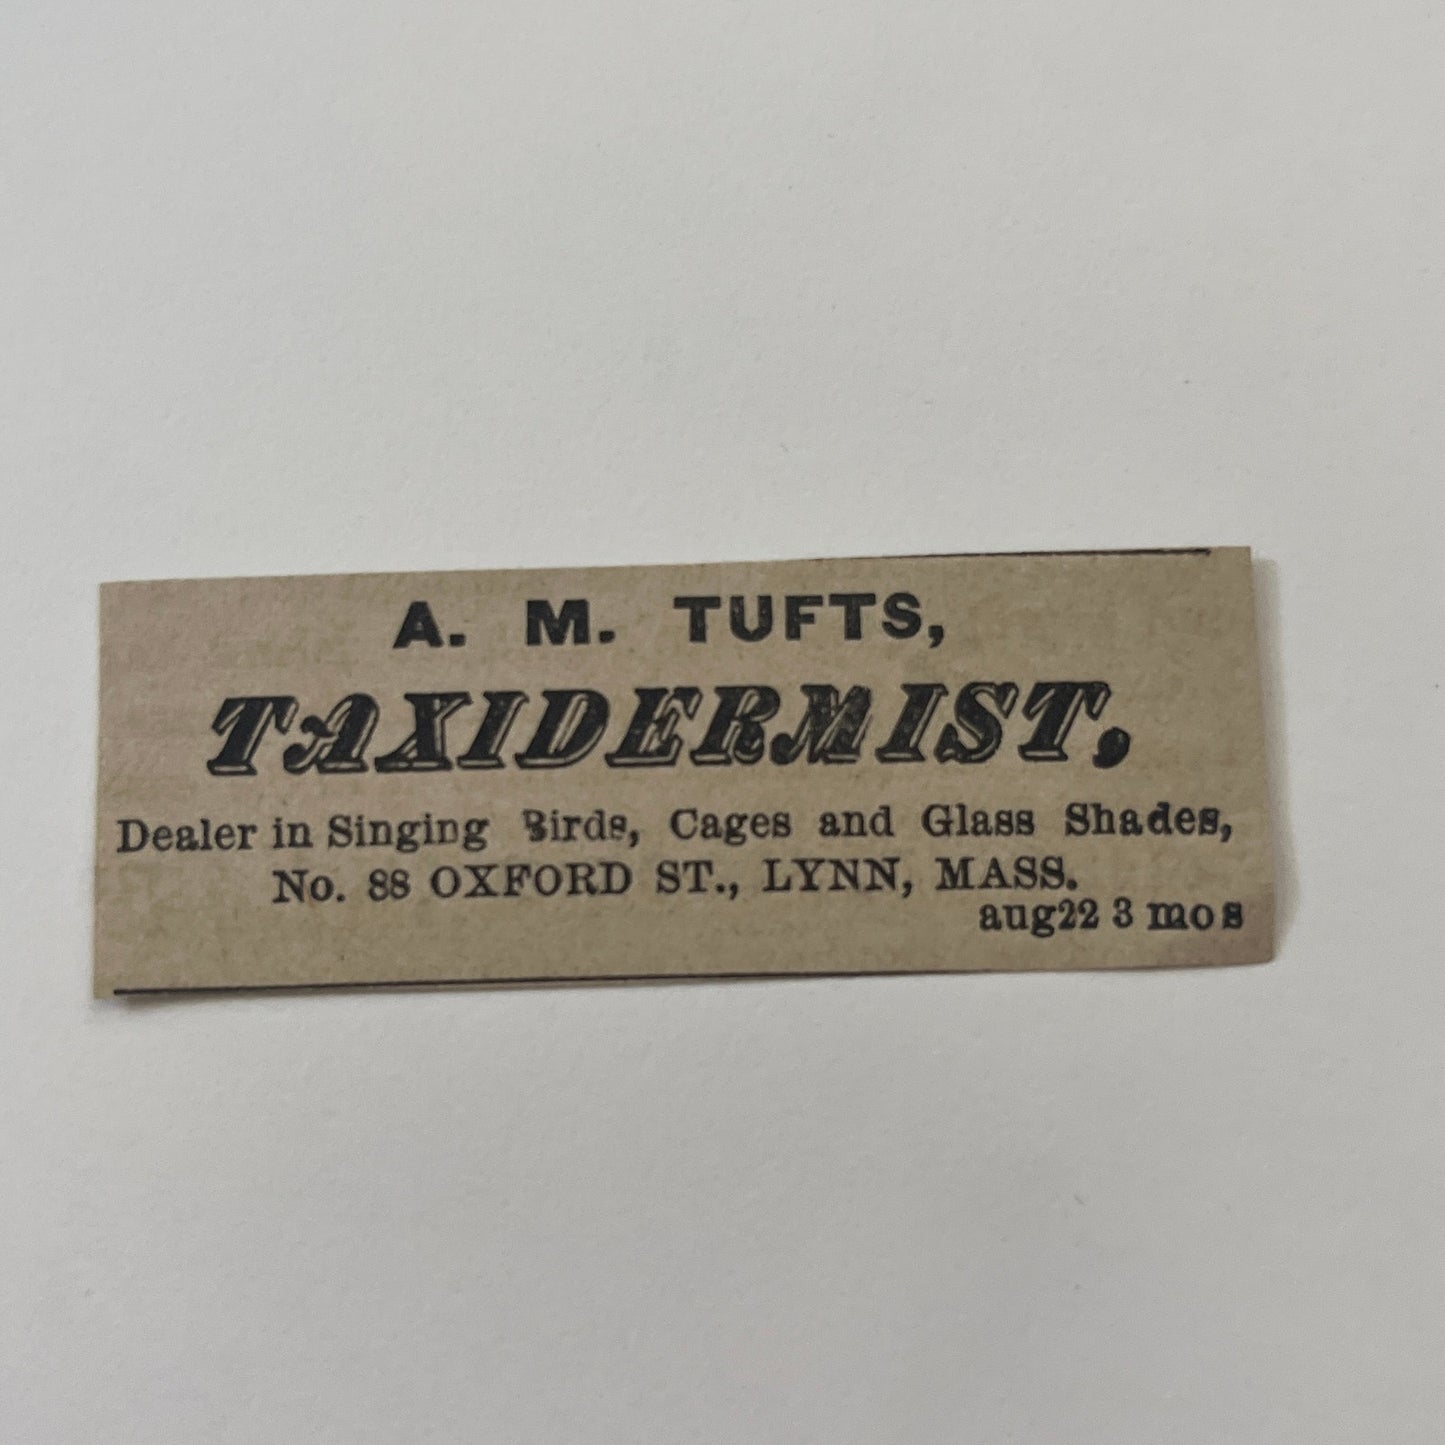 A. M. TUFTS,
TAXIDERMIST,
Dealer in Singing Birds, Cages and Glass Shades,
No. 88 OXFORD ST., LYNN, MASS.
aug22 3 mos